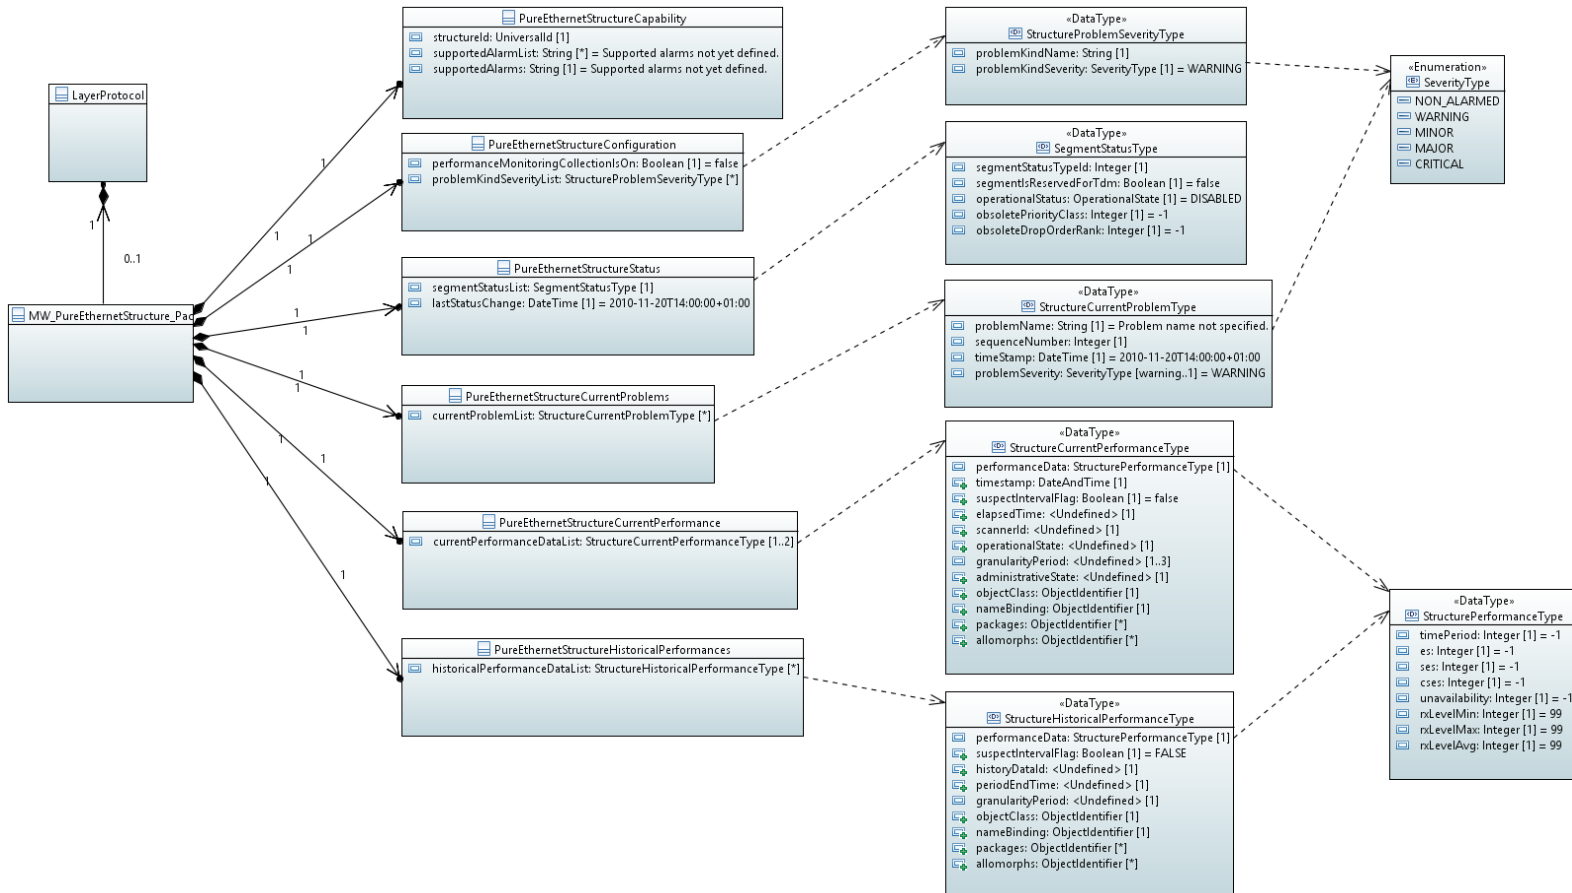 LayerProtocol
1
0..1
MW_PureEthernetStructure_Pac
PureEthernetStructureCapability
structureId: UniversalId [1]
supportedAlarmList: String [*] = Supported alarms not yet defined.
supportedAlarms: String [1] = Supported alarms not yet defined.
PureEthernetStructureConfiguration
performanceMonitoringCollectionIsOn: Boolean [1] = false
problemKindSeverityList: StructureProblemSeverityType [*]
PureEthernetStructureStatus
segmentStatusList: SegmentStatusType [1]
lastStatusChange: DateTime [1] = 2010-11-20T14:00:00+01:00
PureEthernetStructureCurrentProblems
currentProblemList: StructureCurrentProblemType [*]
PureEthernetStructureCurrentPerformance
currentPerformanceDataList: StructureCurrentPerformanceType [1..2]
PureEthernetStructureHistoricalPerformances
historicalPerformanceDataList: StructureHistoricalPerformanceType [*]
1
1
1
1
1
1
1
1
1
1
1
1
«DataType»
StructureProblemSeverityType
problemKindName: String [1]
problemKindSeverity: SeverityType [1] = WARNING
«DataType»
SegmentStatusType
segmentStatusTypeId: Integer [1]
segmentIsReservedForTdm: Boolean [1] = false
operationalStatus: OperationalState [1] = DISABLED
obsoletePriorityClass: Integer [1] = -1
obsoleteDropOrderRank: Integer [1] = -1
«DataType»
StructureCurrentProblemType
problemName: String [1] = Problem name not specified.
sequenceNumber: Integer [1]
timeStamp: DateTime [1] = 2010-11-20T14:00:00+01:00
problemSeverity: SeverityType [warning..1] = WARNING
«DataType»
StructureCurrentPerformanceType
performanceData: StructurePerformanceType [1]
timestamp: DateAndTime [1]
suspectIntervalFlag: Boolean [1] = false
elapsedTime: <Undefined> [1]
scannerId: <Undefined> [1]
operationalState: <Undefined> [1]
granularityPeriod: <Undefined> [1..3]
administrativeState: <Undefined> [1]
objectClass: ObjectIdentifier [1]
nameBinding: ObjectIdentifier [1]
packages: ObjectIdentifier [*]
allomorphs: ObjectIdentifier [*]
«DataType»
StructureHistoricalPerformanceType
performanceData: StructurePerformanceType [1]
suspectIntervalFlag: Boolean [1] = FALSE
historyDataId: <Undefined> [1]
periodEndTime: <Undefined> [1]
granularityPeriod: <Undefined> [1]
objectClass: ObjectIdentifier [1]
nameBinding: ObjectIdentifier [1]
packages: ObjectIdentifier [*]
allomorphs: ObjectIdentifier [*]
«Enumeration»
SeverityType
NON_ALARMED
WARNING
MINOR
MAJOR
CRITICAL
«DataType»
StructurePerformanceType
timePeriod: Integer [1] = -1
es: Integer [1] = -1
ses: Integer [1] = -1
cses: Integer [1] = -1
unavailability: Integer [1] = -1
rxLevelMin: Integer [1] = 99
rxLevelMax: Integer [1] = 99
rxLevelAvg: Integer [1] = 99